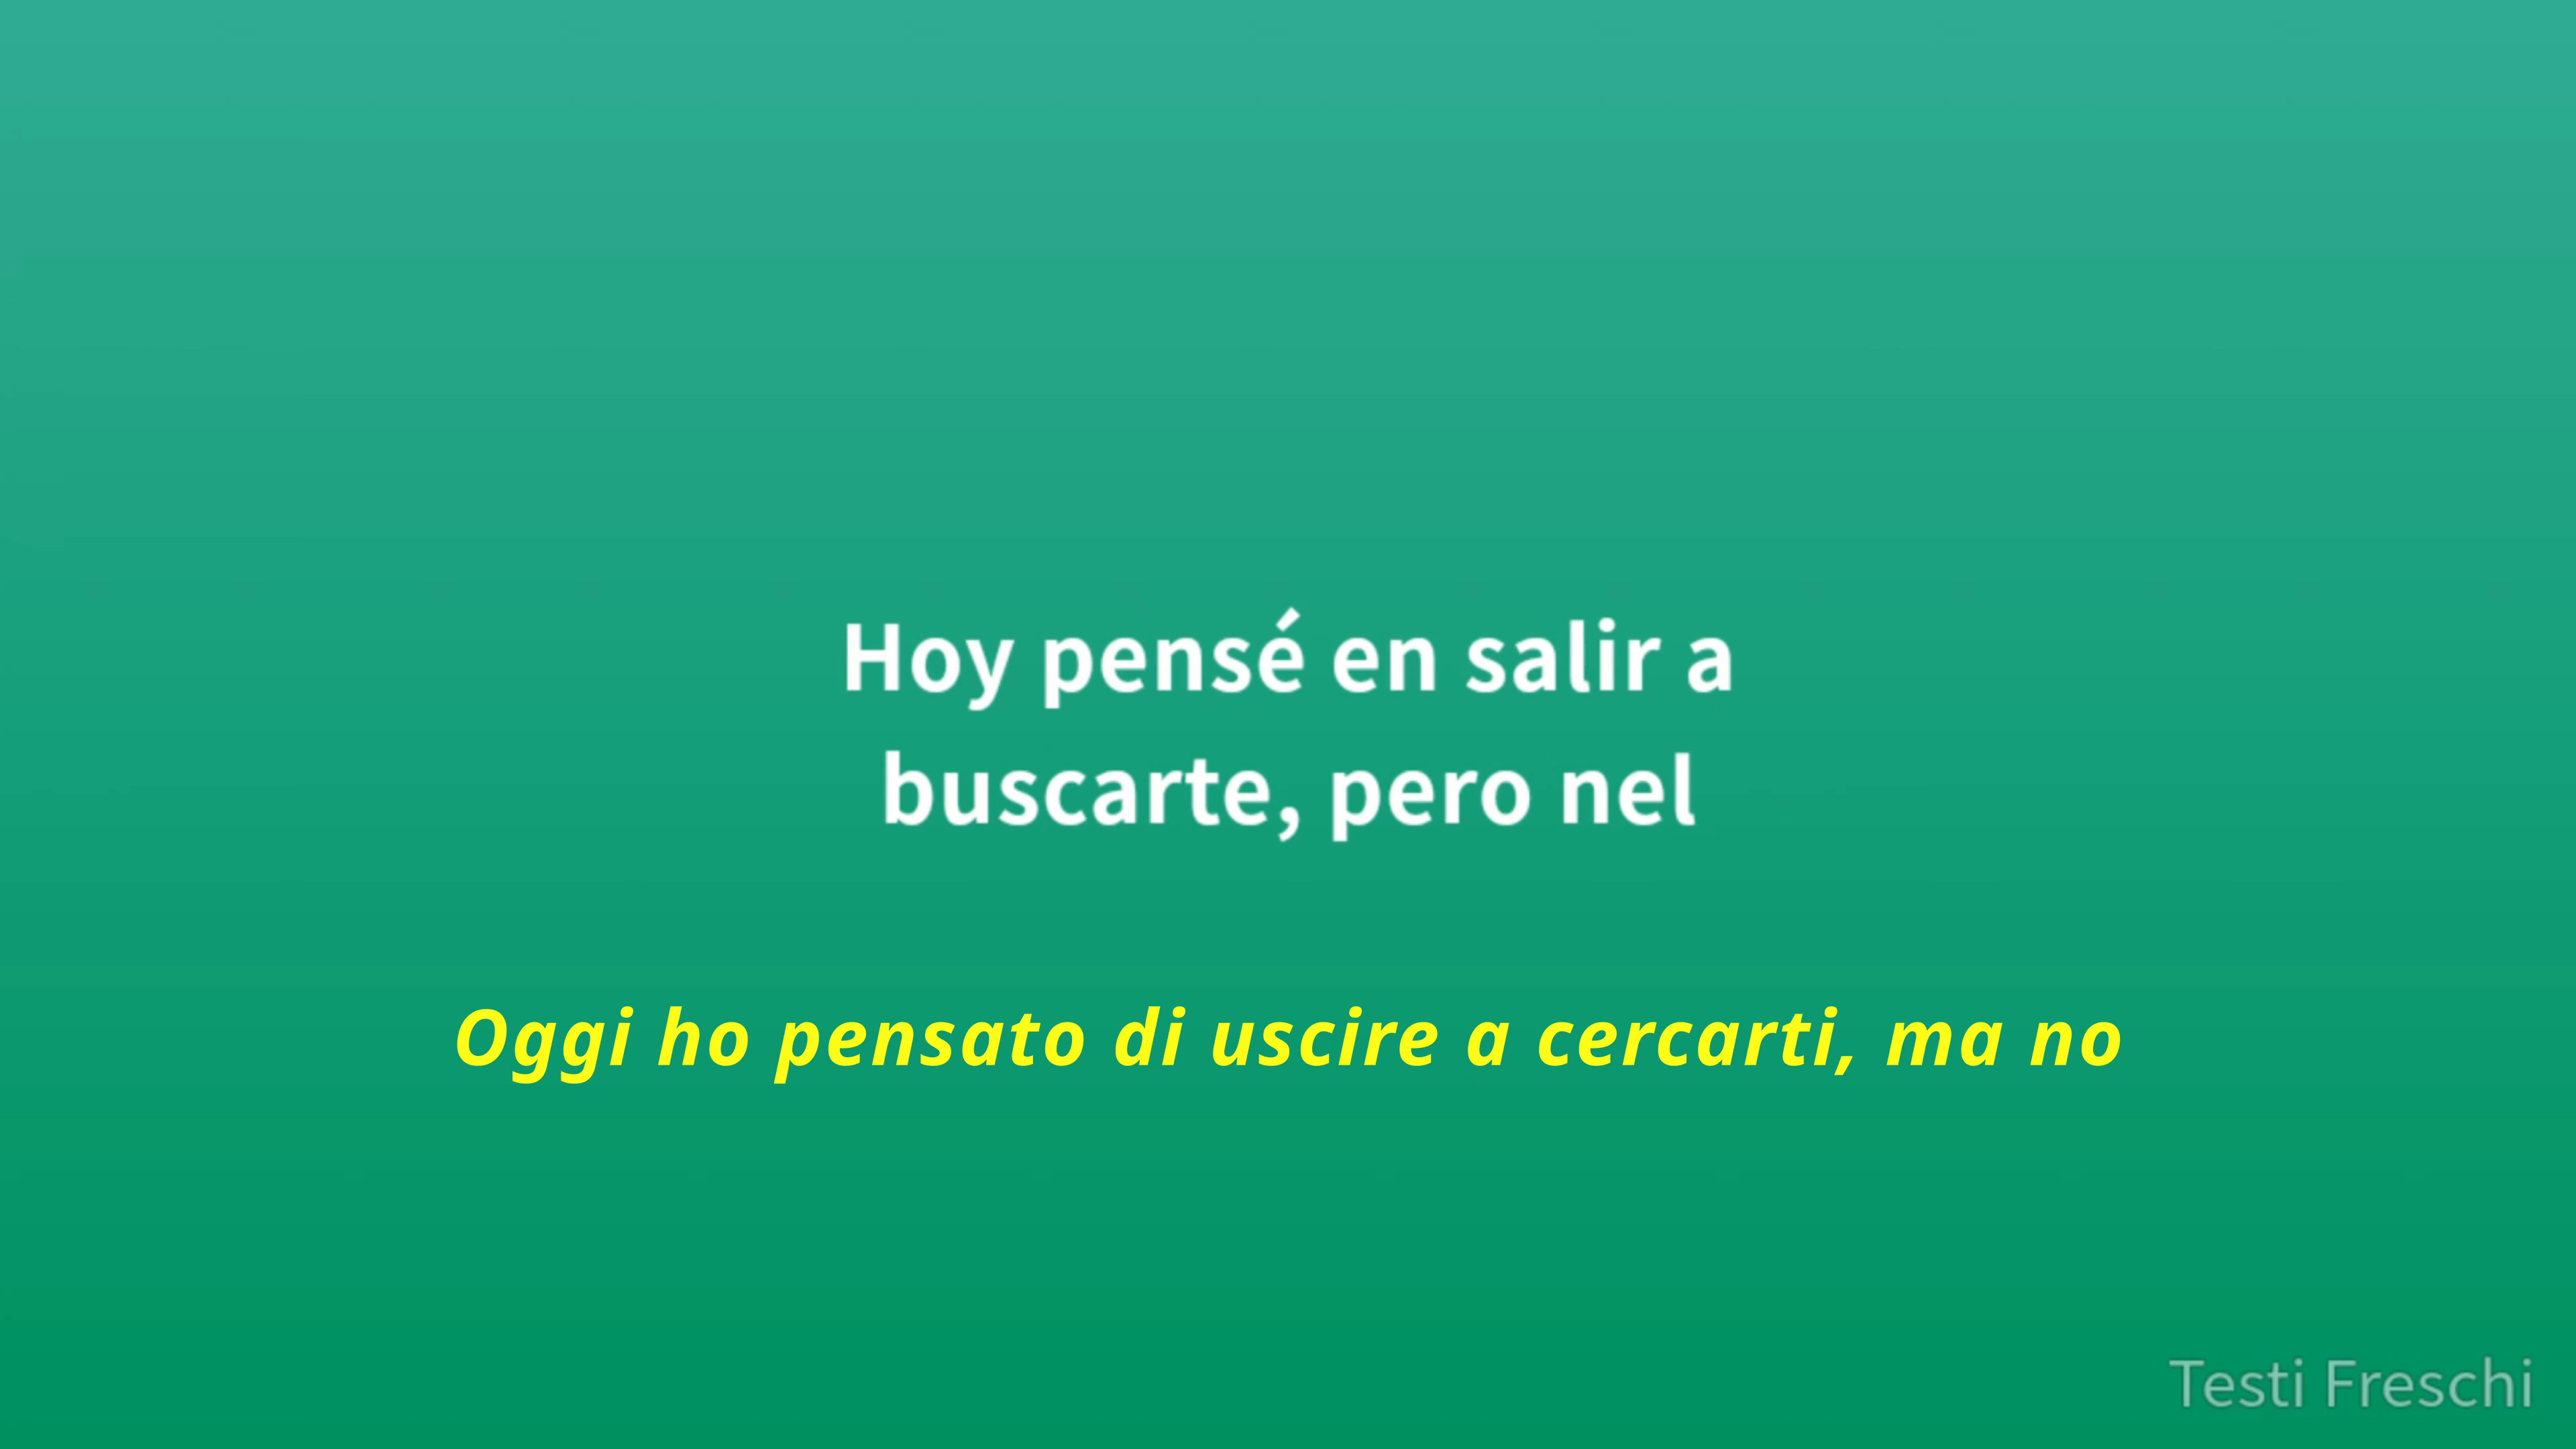 Hoy pensé en salir a
buscarte, pero nel
Oggi ho pensato di uscire a cercarti, ma no
Testi Freschi